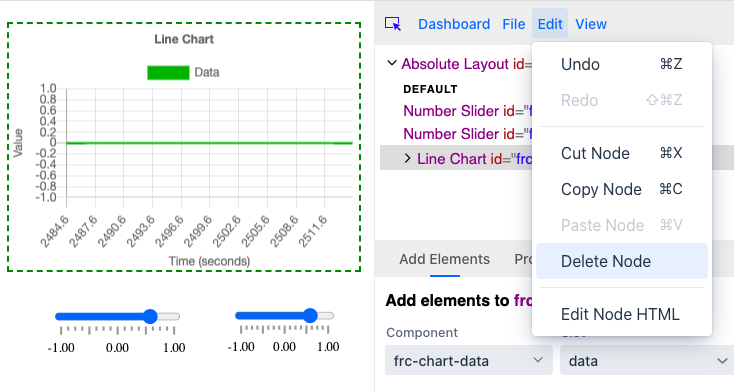 Line Chart
Data
1.0
0.8
0.6
0.4
0.2
0
-0.2
-0.4
-0.6
-0.8
-1.0
Value
2484.6 2487.6 2490.6 2493.6 2496.6 2499.6 2502.6 2505.6 2508.6 2511.6
Time (seconds)
-1.00 0.00 1.00
-1.00 0.00 1.00
Dashboard File Edit View
Absolute Layout id=
DEFAULT
Number Slider id="f
Number Slider id="f
Line Chart id="frc
Undo ⌘Z
Redo ⇧⌘Z
Cut Node ⌘X
Copy Node ⌘C
Paste Node ⌘V
Delete Node
Edit Node HTML
Add Elements
Add elements to frc
Component
frc-chart-data
data